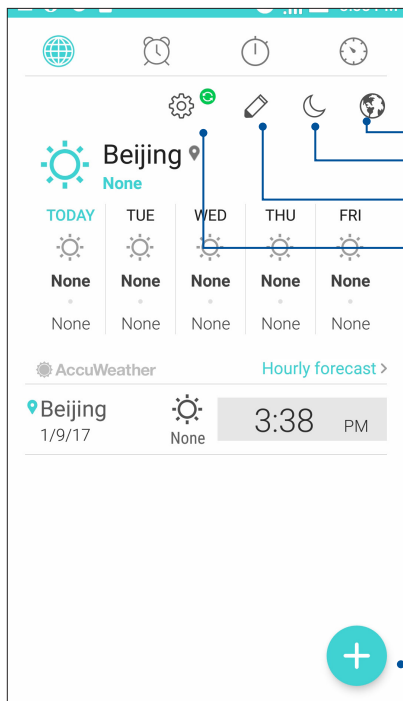 Beijing
None
TODAY TUE WED THU FRI
None None None None None
None None None None None
AccuWeather Hourly forecast >
Beijing 3:38 PM
1/9/17 None